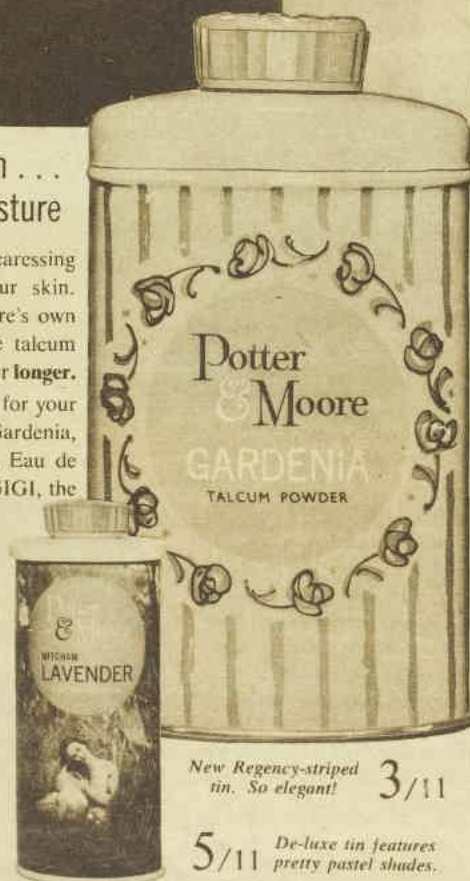 n ...
sture
caressing
ur skin.
re's own
e talcum
r longer.
for your
Gardenia,
Eau de
GIGI, the
Potter
& Moore
GARDENiA
TALCUM POWDER
&
MITCHAM
LAVENDER
New Regency-striped
tin. So elegant!
3/11
5/11
De-luxe tin features
pretty pastel shades.